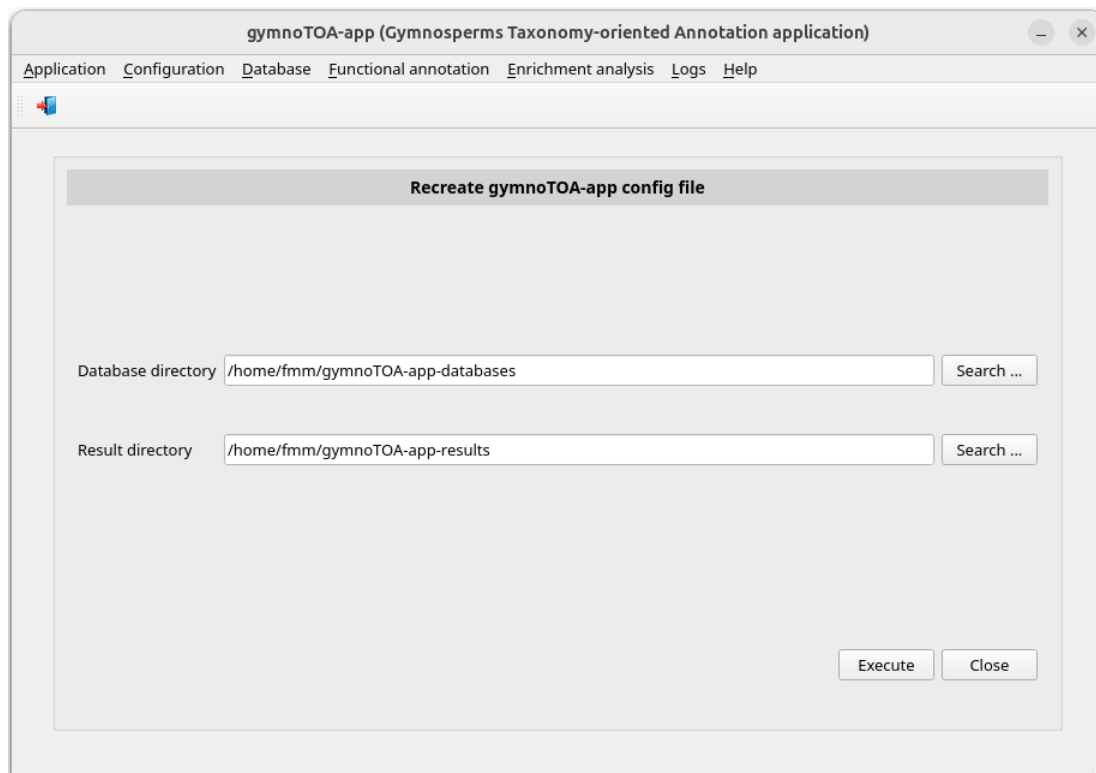 gymnoTOA-app (Gymnosperms Taxonomy-oriented Annotation application)
Application Configuration Database Functional annotation Enrichment analysis Logs Help
Recreate gymnoTOA-app config file
Database directory /home/fmm/gymnoTOA-app-databases Search ...
Result directory /home/fmm/gymnoTOA-app-results Search ...
Execute Close